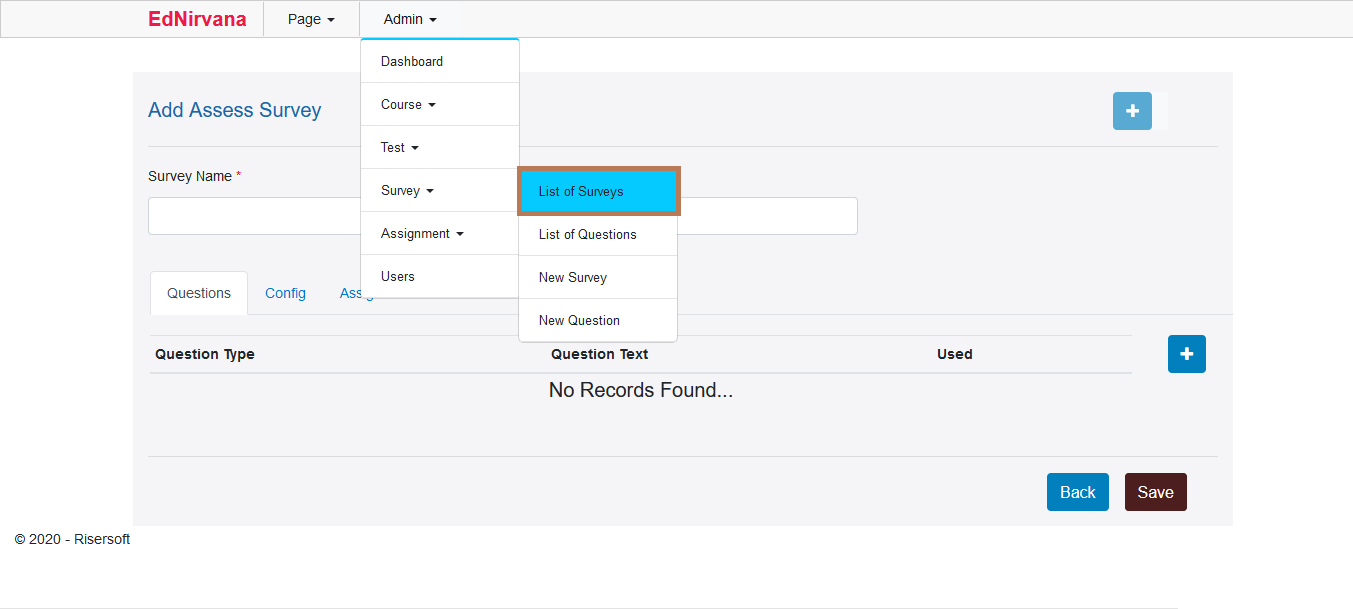 EdNirvana Page Admin
Dashboard
Add Assess Survey
Course
Test
Survey Name *
Survey
List of Surveys
Assignment
List of Questions
Users
New Survey
Questions Config
New Question
Question Type Question Text Used
No Records Found...
Back Save
© 2020 - Risersoft